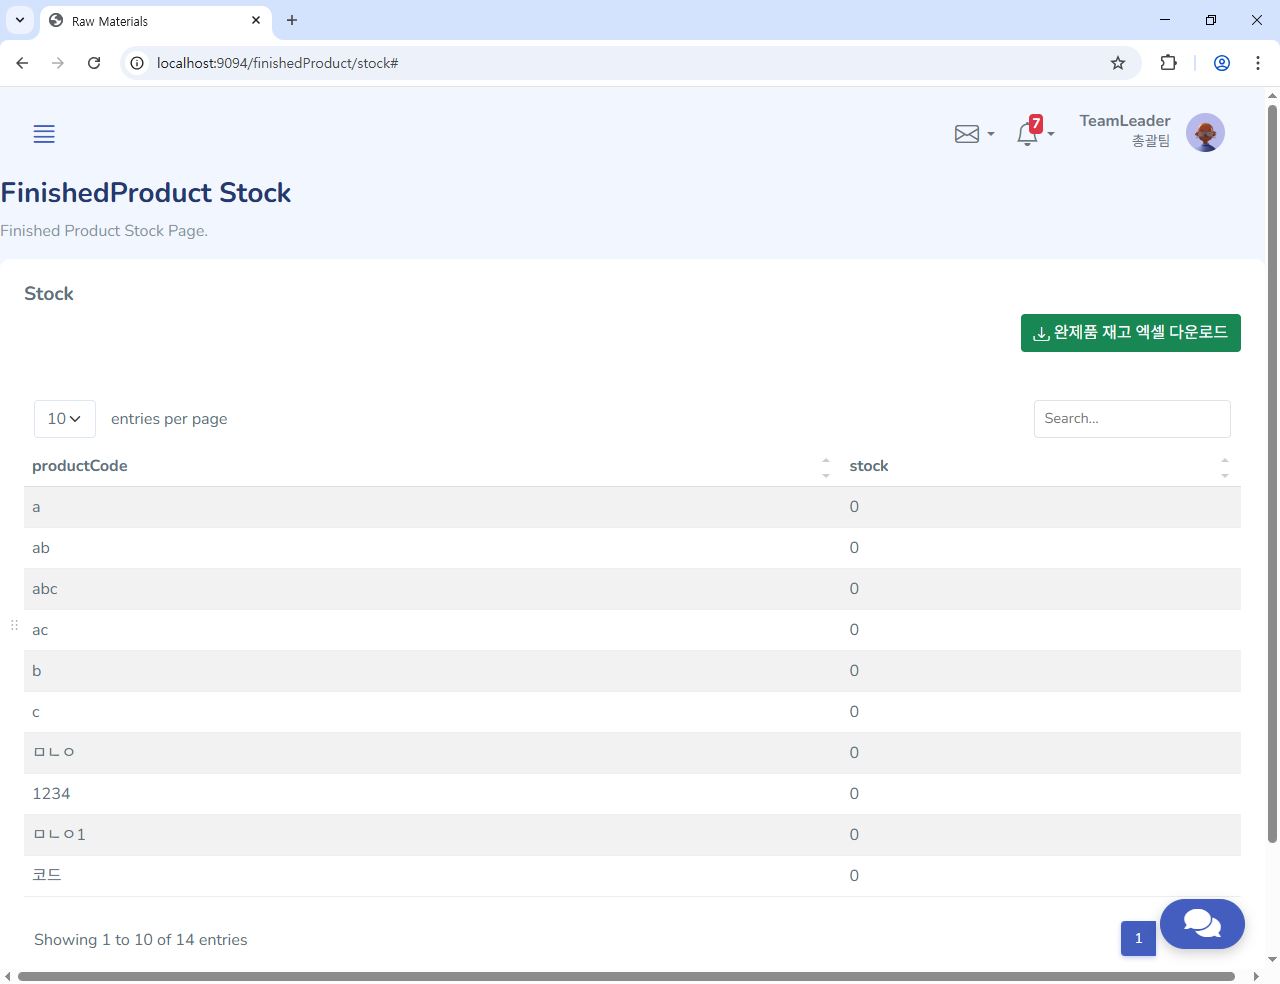 Raw Materials
localhost:9094/finishedProduct/stock#
7
TeamLeader
총괄팀
FinishedProduct Stock
Finished Product Stock Page.
Stock
완제품 재고 엑셀 다운로드
10 entries per page
Search...
productCode stock
a 0
ab 0
abc 0
ac 0
b 0
c 0
ㅁㄴㅇ 0
1234 0
ㅁㄴㅇ1 0
코드 0
Showing 1 to 10 of 14 entries
1